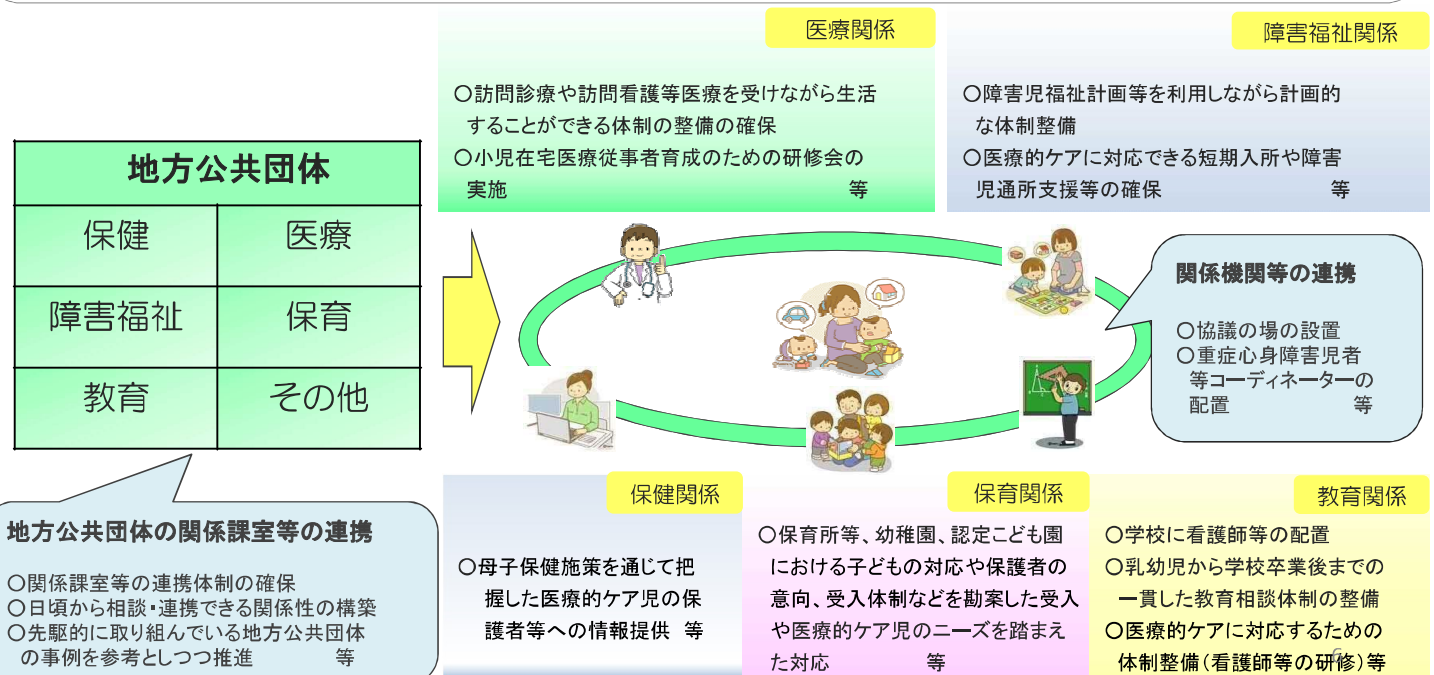 医療関係
○訪問診療や訪問看護等医療を受けながら生活
することができる体制の整備の確保
○小児在宅医療従事者育成のための研修会の
実施 等
障害福祉関係
○障害児福祉計画等を利用しながら計画的
な体制整備
○医療的ケアに対応できる短期入所や障害
児通所支援等の確保 等
地方公共団体
保健 医療
障害福祉 保育
教育 その他
関係機関等の連携
○協議の場の設置
○重症心身障害児者
等コーディネーターの
配置 等
地方公共団体の関係課室等の連携
○関係課室等の連携体制の確保
○日頃から相談・連携できる関係性の構築
○先駆的に取り組んでいる地方公共団体
の事例を参考としつつ推進 等
保健関係
○母子保健施策を通じて把
握した医療的ケア児の保
護者等への情報提供 等
保育関係
○保育所等、幼稚園、認定こども園
における子どもの対応や保護者の
意向、受入体制などを勘案した受入
や医療的ケア児のニーズを踏まえ
た対応 等
教育関係
○学校に看護師等の配置
○乳幼児から学校卒業後までの
一貫した教育相談体制の整備
○医療的ケアに対応するための
体制整備（看護師等の研修）等
6